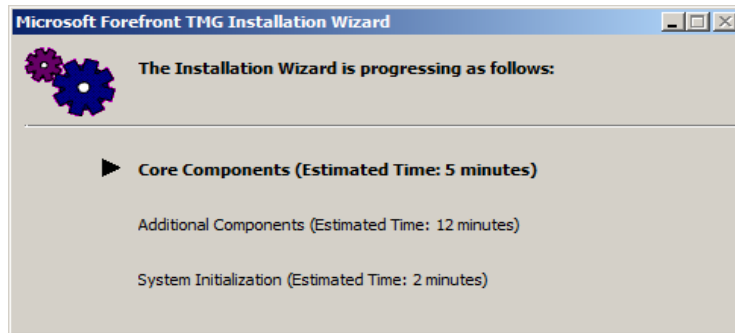 Microsoft Forefront TMG Installation Wizard
The Installation Wizard is progressing as follows:
Core Components (Estimated Time: 5 minutes)
Additional Components (Estimated Time: 12 minutes)
System Initialization (Estimated Time: 2 minutes)